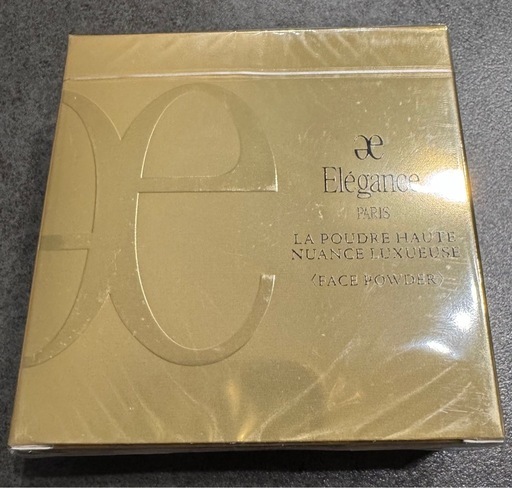 æ
Elégance
PARIS
LA POUDRE HAUTE
NUANCE LUXUEUSE
〈FACE POWDER〉